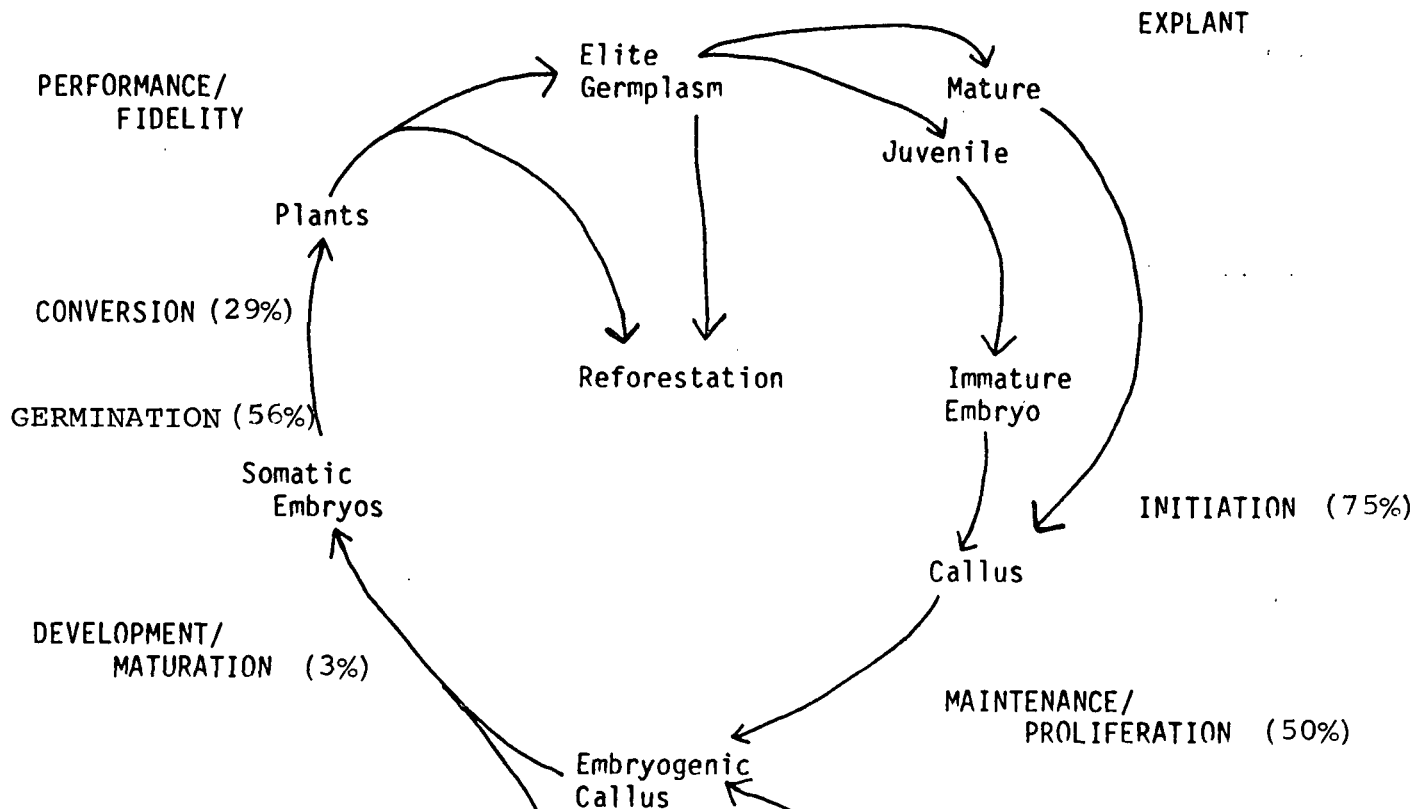 EXPLANT
Elite
Germplasm
Mature
PERFORMANCE/
FIDELITY
Juvenile
Plants
CONVERSION (29%)
Reforestation
Immature
Embryo
GERMINATION (56%)
Somatic
Embryos
INITIATION (75%)
Callus
DEVELOPMENT/
MATURATION (3%)
MAINTENANCE/
PROLIFERATION (50%)
Embryogenic
Callus